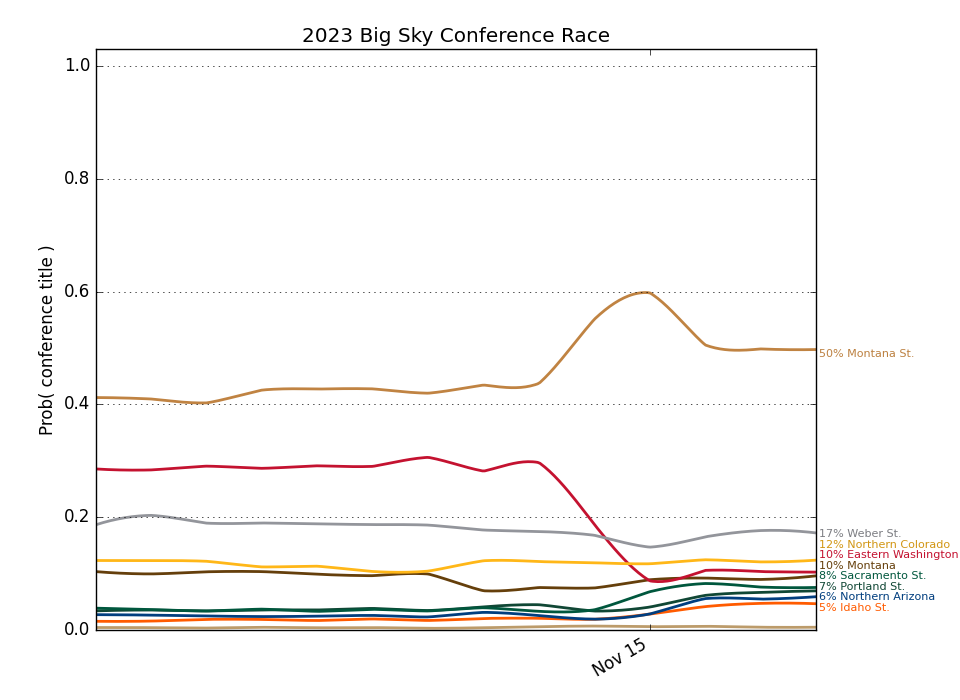 2023 Big Sky Conference Race
Prob( conference title )
1.0
0.8
0.6
0.4
0.2
0.0
Nov 15
50% Montana St.
17% Weber St.
12% Northern Colorado
10% Eastern Washington
10% Montana
8% Sacramento St.
7% Portland St.
6% Northern Arizona
5% Idaho St.